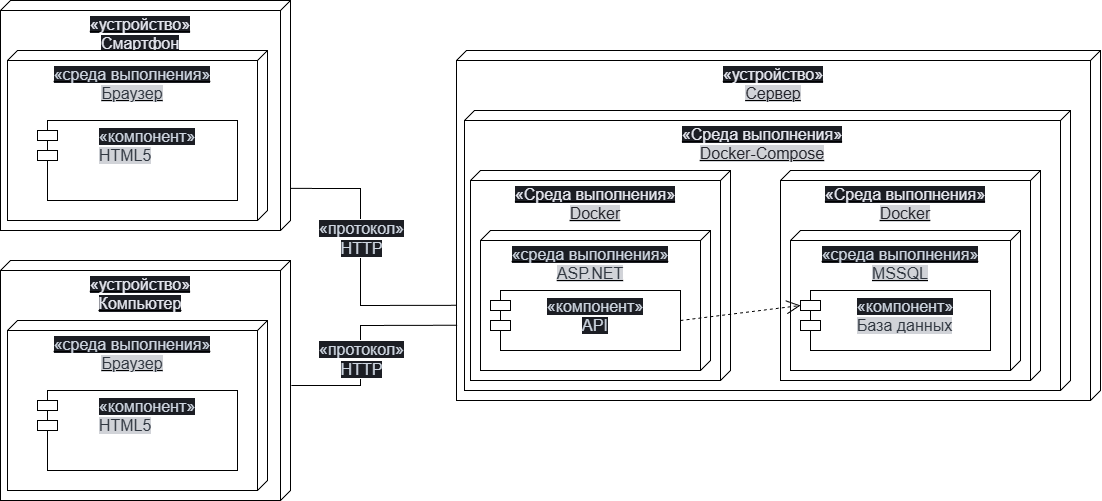 «устройство»
Смартфон
«среда выполнения»
Браузер
«компонент»
HTML5
«протокол»
HTTP
«устройство»
Компьютер
«среда выполнения»
Браузер
«компонент»
HTML5
«протокол»
HTTP
«устройство»
Сервер
«Среда выполнения»
Docker-Compose
«Среда выполнения»
Docker
«среда выполнения»
ASP.NET
«компонент»
API
«Среда выполнения»
Docker
«среда выполнения»
MSSQL
«компонент»
База данных